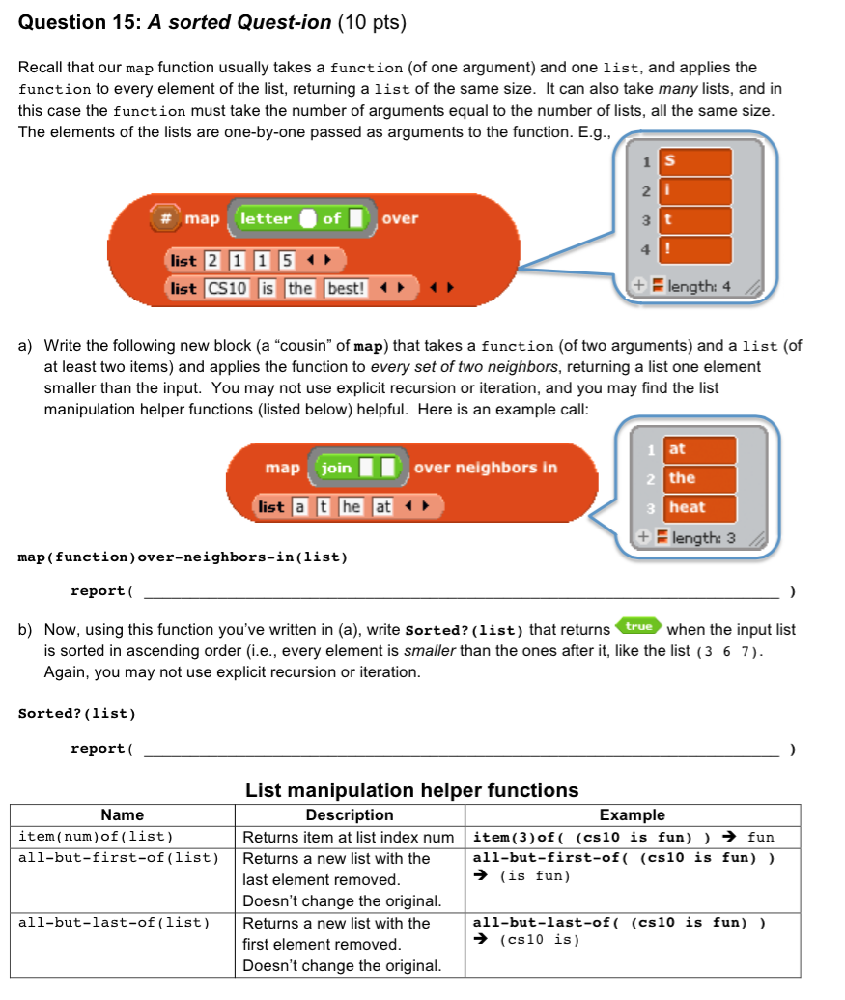 Question 15: A sorted Quest-ion (10 pts)
Recall that our map function usually takes a function (of one argument) and one list, and applies the
function to every element of the list, returning a list of the same size. It can also take many lists, and in
this case the function must take the number of arguments equal to the number of lists, all the same size.
The elements of the lists are one-by-one passed as arguments to the function. E.g.,
# map letter of over
list 2 1 1 5
list CS10 is the best!
1 S
2 i
3 t
4 !
+ length: 4
a) Write the following new block (a “cousin” of map) that takes a function (of two arguments) and a list (of
at least two items) and applies the function to every set of two neighbors, returning a list one element
smaller than the input. You may not use explicit recursion or iteration, and you may find the list
manipulation helper functions (listed below) helpful. Here is an example call:
map join over neighbors in
list a t he at
1 at
2 the
3 heat
+ length: 3
map(function)over-neighbors-in(list)
report( ______________________________ )
b) Now, using this function you’ve written in (a), write Sorted?(list) that returns true when the input list
is sorted in ascending order (i.e., every element is smaller than the ones after it, like the list (3 6 7).
Again, you may not use explicit recursion or iteration.
Sorted?(list)
report( ______________________________ )
List manipulation helper functions
Name Description Example
item(num)of(list) Returns item at list index num item(3)of( (cs10 is fun) ) ➔ fun
all-but-first-of(list) Returns a new list with the all-but-first-of( (cs10 is fun) )
last element removed. ➔ (is fun)
Doesn’t change the original.
all-but-last-of(list) Returns a new list with the all-but-last-of( (cs10 is fun) )
first element removed. ➔ (cs10 is)
Doesn’t change the original.